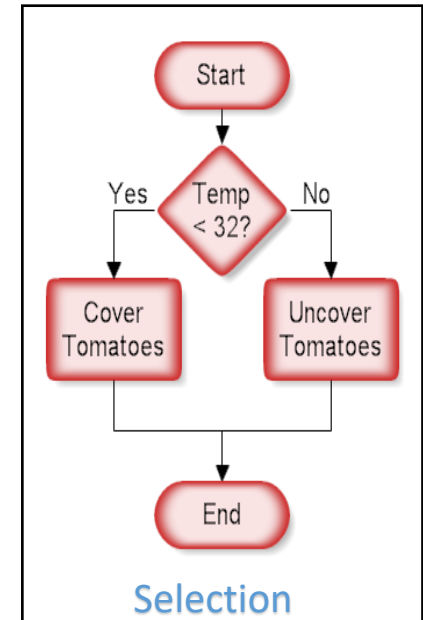 Start
Yes
Temp
< 32?
No
Cover
Tomatoes
Uncover
Tomatoes
End
Selection